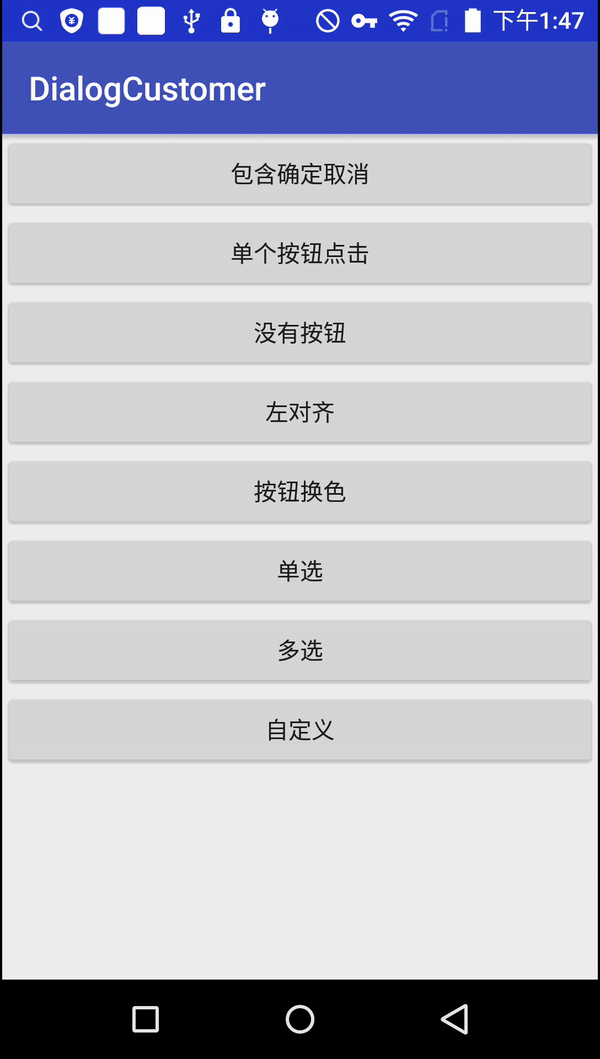 下午1:47
DialogCustomer
包含确定取消
单个按钮点击
没有按钮
左对齐
按钮换色
单选
多选
自定义